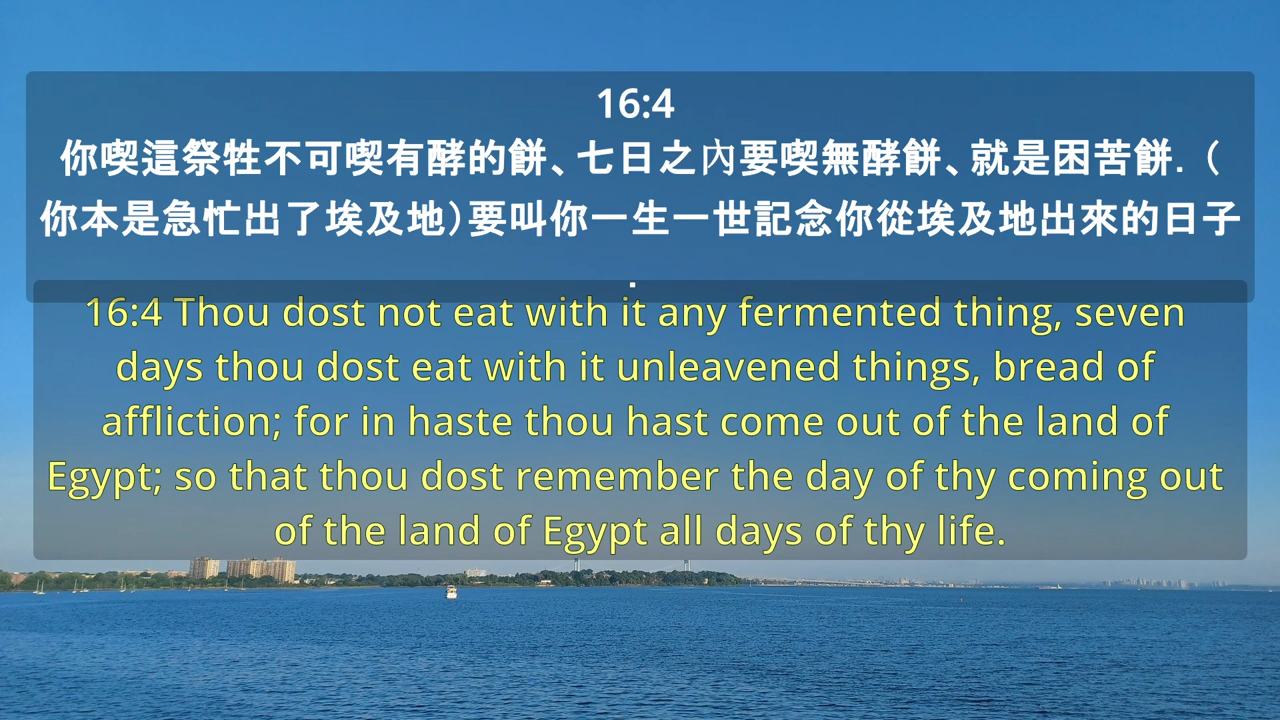 16:4
你喫這祭牲不可喫有酵的餅、七日之內要喫無酵餅、就是困苦餅．（
你本是急忙出了埃及地）要叫你一生一世記念你從埃及地出來的日子
．
16:4 Thou dost not eat with it any fermented thing, seven
days thou dost eat with it unleavened things, bread of
affliction; for in haste thou hast come out of the land of
Egypt; so that thou dost remember the day of thy coming out
of the land of Egypt all days of thy life.